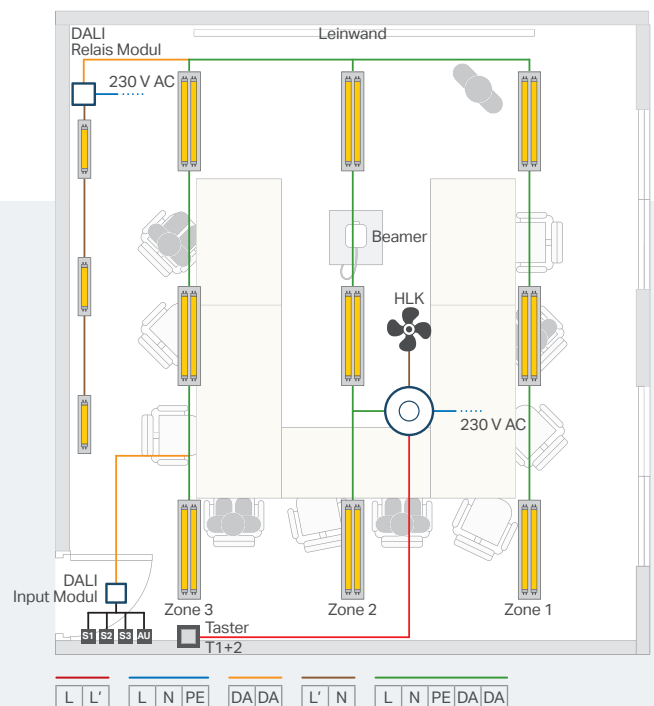 DALI
Relais Modul
Leinwand
230 V AC
Beamer
HLK
230 V AC
DALI
Input Modul
S1 S2 S3 AU
Zone 3
Zone 2
Zone 1
Taster
T1+2
L L'
L N PE
DA DA
L' N
L N PE DA DA